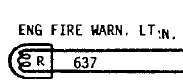 ENG FIRE WARN. LT:N.
R 637